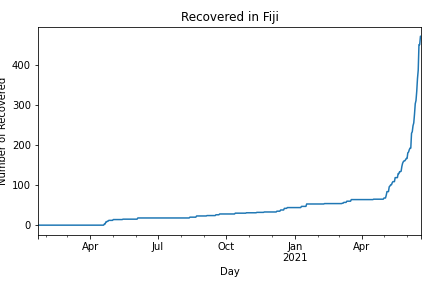 Recovered in Fiji
Number of Recovered
400
300
200
100
0
Apr
Jul
Oct
Jan
2021
Apr
Day